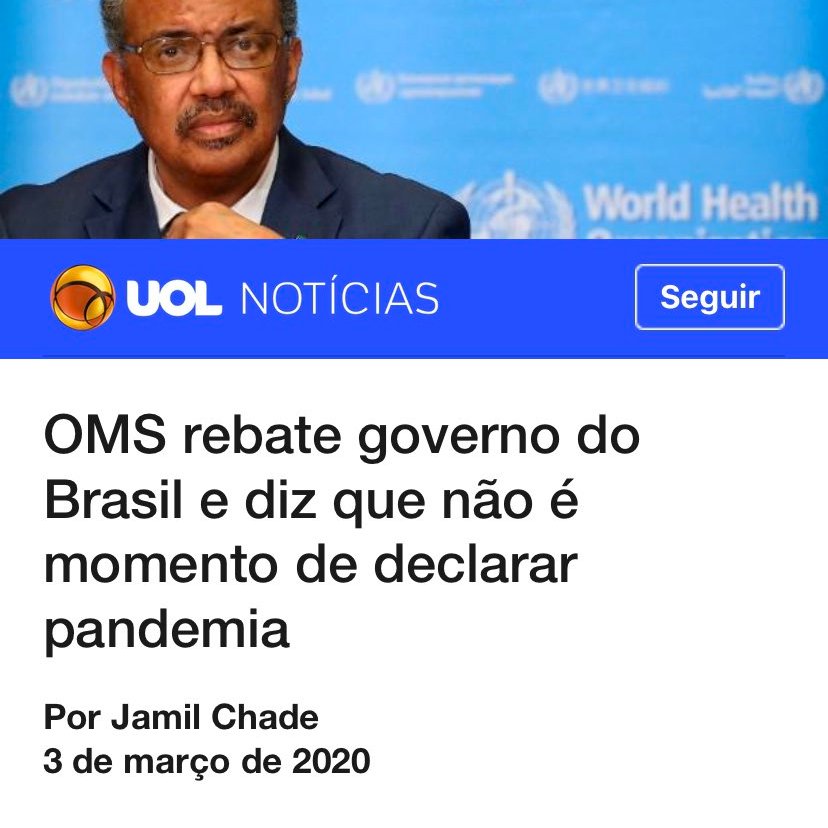 World Health
UOL NOTÍCIAS
Seguir
OMS rebate governo do
Brasil e diz que não é
momento de declarar
pandemia
Por Jamil Chade
3 de março de 2020